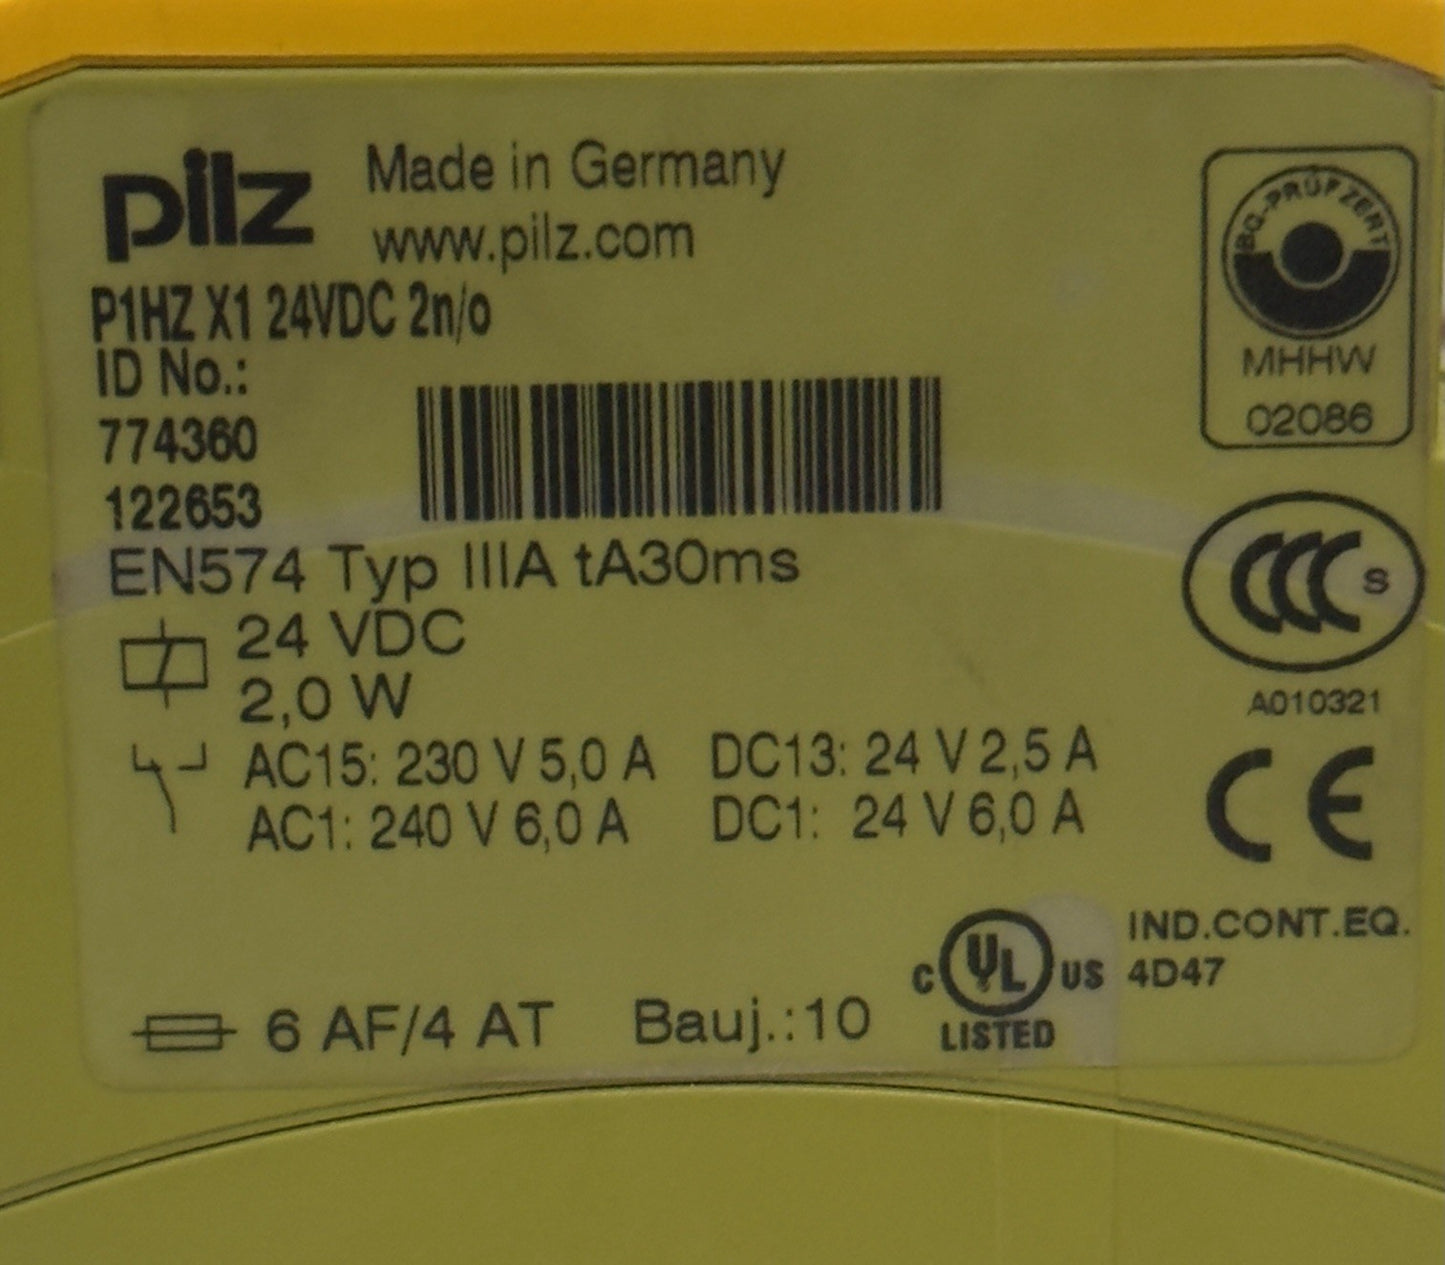 pilz
Made in Germany
www.pilz.com
P1HZ X1 24VDC 2n/o
ID No.:
774360
122653
EN574 Typ IIIA tA30ms
24 VDC
2,0 W
AC15: 230 V 5,0 A DC13: 24 V 2,5 A
AC1: 240 V 6,0 A DC1: 24 V 6,0 A
6 AF/4 AT Bauj.:10
BG-PRÜFZERT
MHHW
02086
CCC S
A010321
CE
C UL US
LISTED
IND.CONT.EQ.
4D47